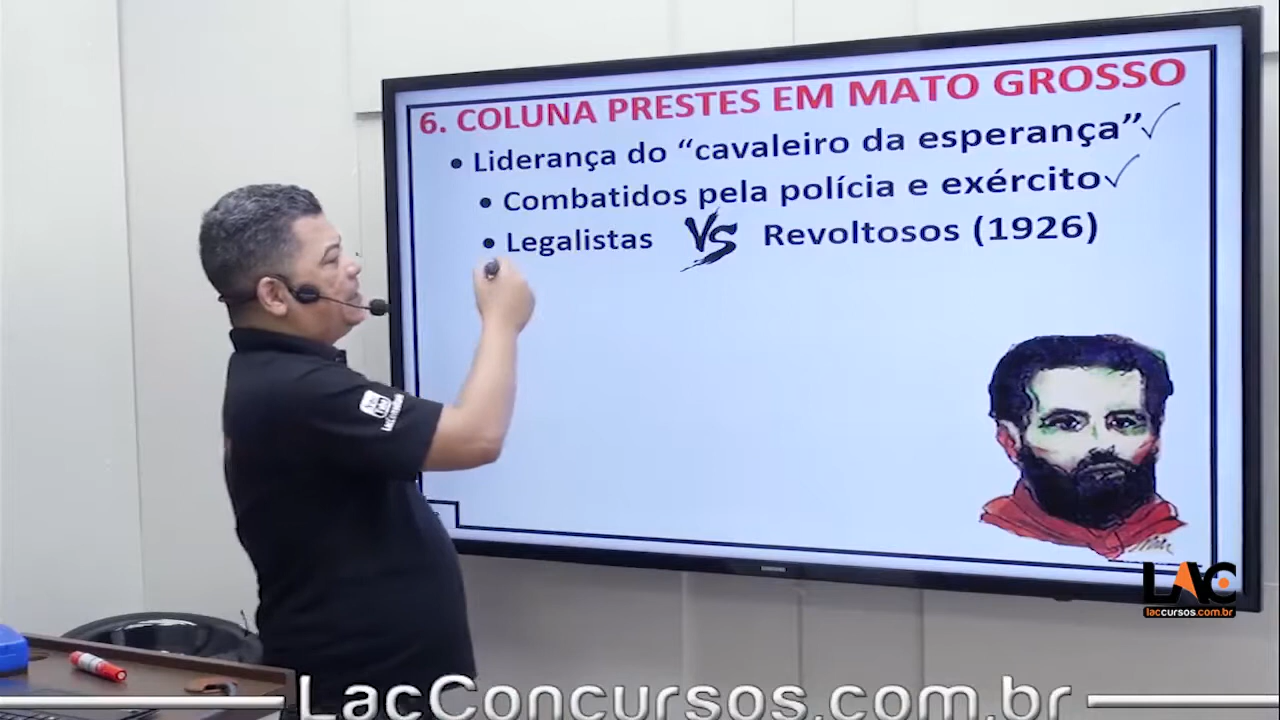 6. COLUNA PRESTES EM MATO GROSSO
• Liderança do “cavaleiro da esperança”
• Combatidos pela polícia e exército
• Legalistas VS Revoltosos (1926)
SAMSUNG
LAC
laccursos.com.br
LacConcursos.com.br